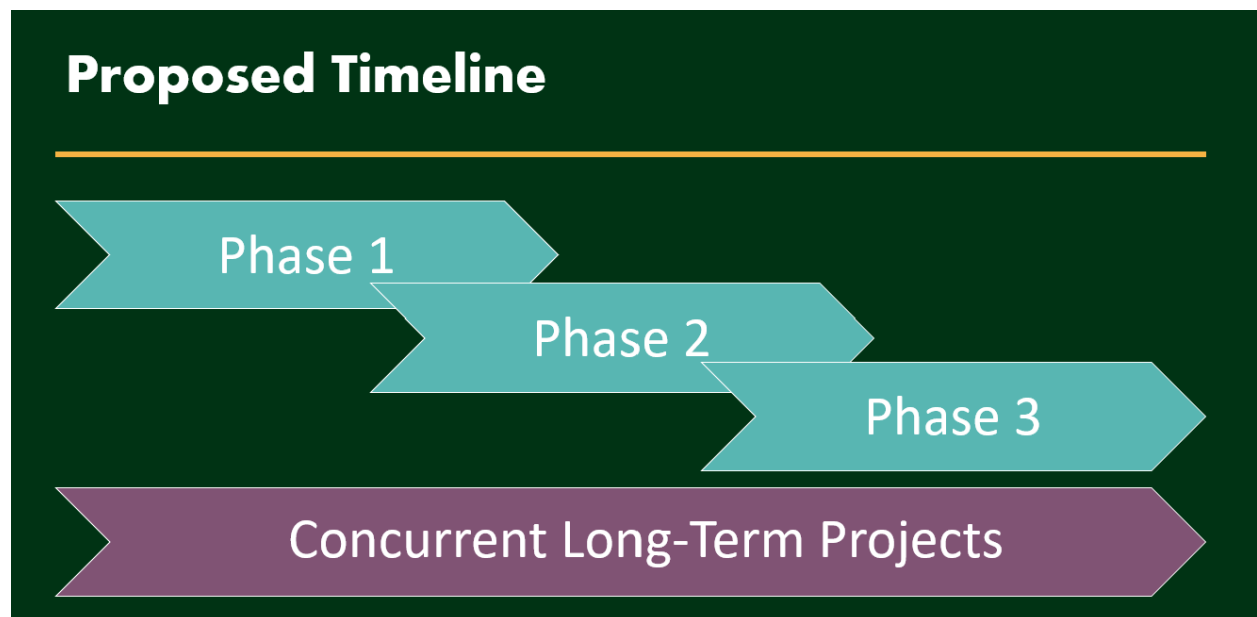 Proposed Timeline
Phase 1
Phase 2
Phase 3
Concurrent Long-Term Projects